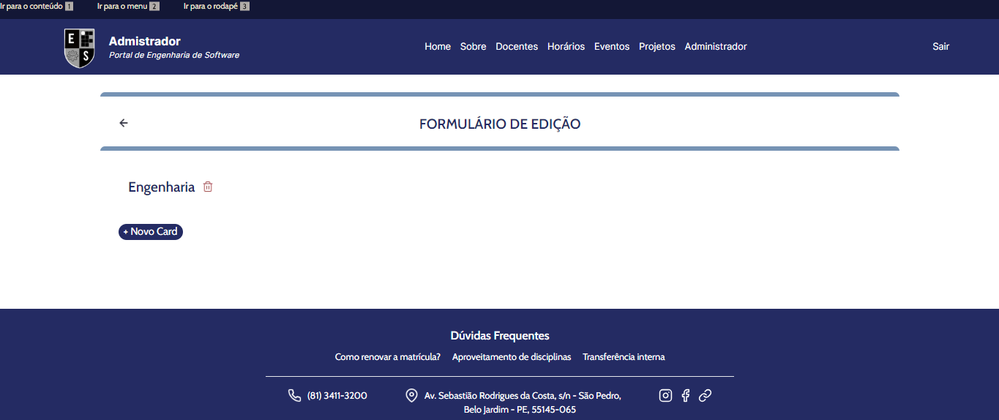 Ir para o conteúdo 1 Ir para o menu 2 Ir para o rodapé 3
E S
Admistrador
Portal de Engenharia de Software
Home Sobre Docentes Horários Eventos Projetos Administrador Sair
FORMULÁRIO DE EDIÇÃO
Engenharia
+ Novo Card
Dúvidas Frequentes
Como renovar a matrícula? Aproveitamento de disciplinas Transferência interna
(81) 3411-3200
Av. Sebastião Rodrigues da Costa, s/n - São Pedro,
Belo Jardim - PE, 55145-065